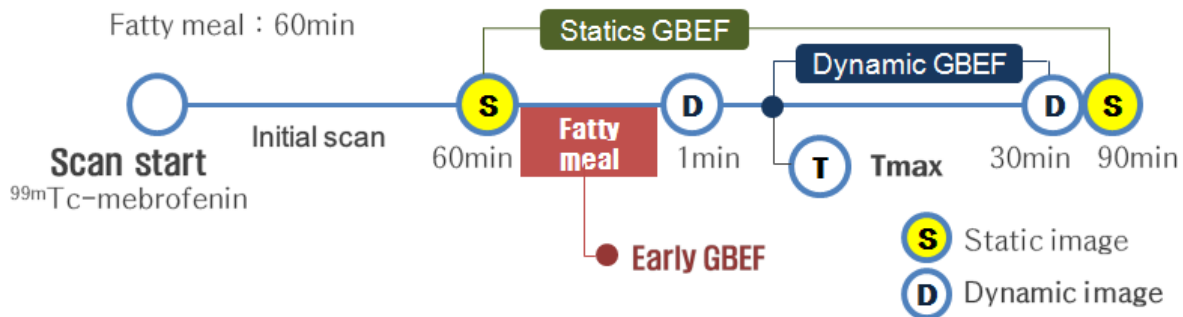 Fatty meal : 60min
Statics GBEF
Dynamic GBEF
S
D
D
S
Initial scan
Fatty
meal
60min
1min
30min
90min
Scan start
99mTc-mebrofenin
T
Tmax
Early GBEF
S
Static image
D
Dynamic image